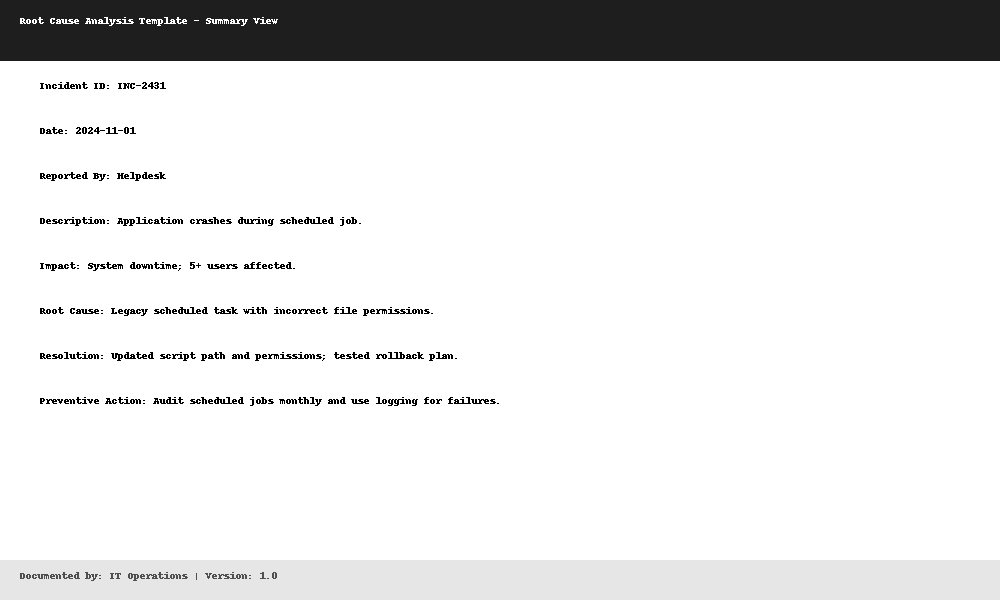 Root Cause Analysis Template - Summary View
Incident ID: INC-2431
Date: 2024-11-01
Reported By: Helpdesk
Description: Application crashes during scheduled job.
Impact: System downtime; 5+ users affected.
Root Cause: Legacy scheduled task with incorrect file permissions.
Resolution: Updated script path and permissions; tested rollback plan.
Preventive Action: Audit scheduled jobs monthly and use logging for failures.
Documented by: IT Operations | Version: 1.0